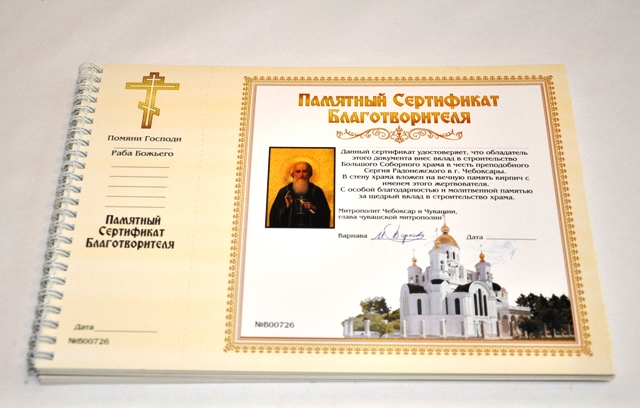 Помяни Господи
Раба Божьего
Памятный
Сертификат
Благотворителя
Дата
№В00726
Памятный Сертификат
Благотворителя
Данный сертификат удостоверяет, что обладатель
этого документа внес вклад в строительство
Большого Соборного храма в честь преподобного
Сергия Радонежского в г. Чебоксары.
В стену храма вложен на вечную память кирпич с
именем этого жертвователя.
С особой благодарностью и молитвенной памятью
за щедрый вклад в строительство храма.
Митрополит Чебоксар и Чувашии,
глава чувашской митрополии
Варнава Дата
№В00726